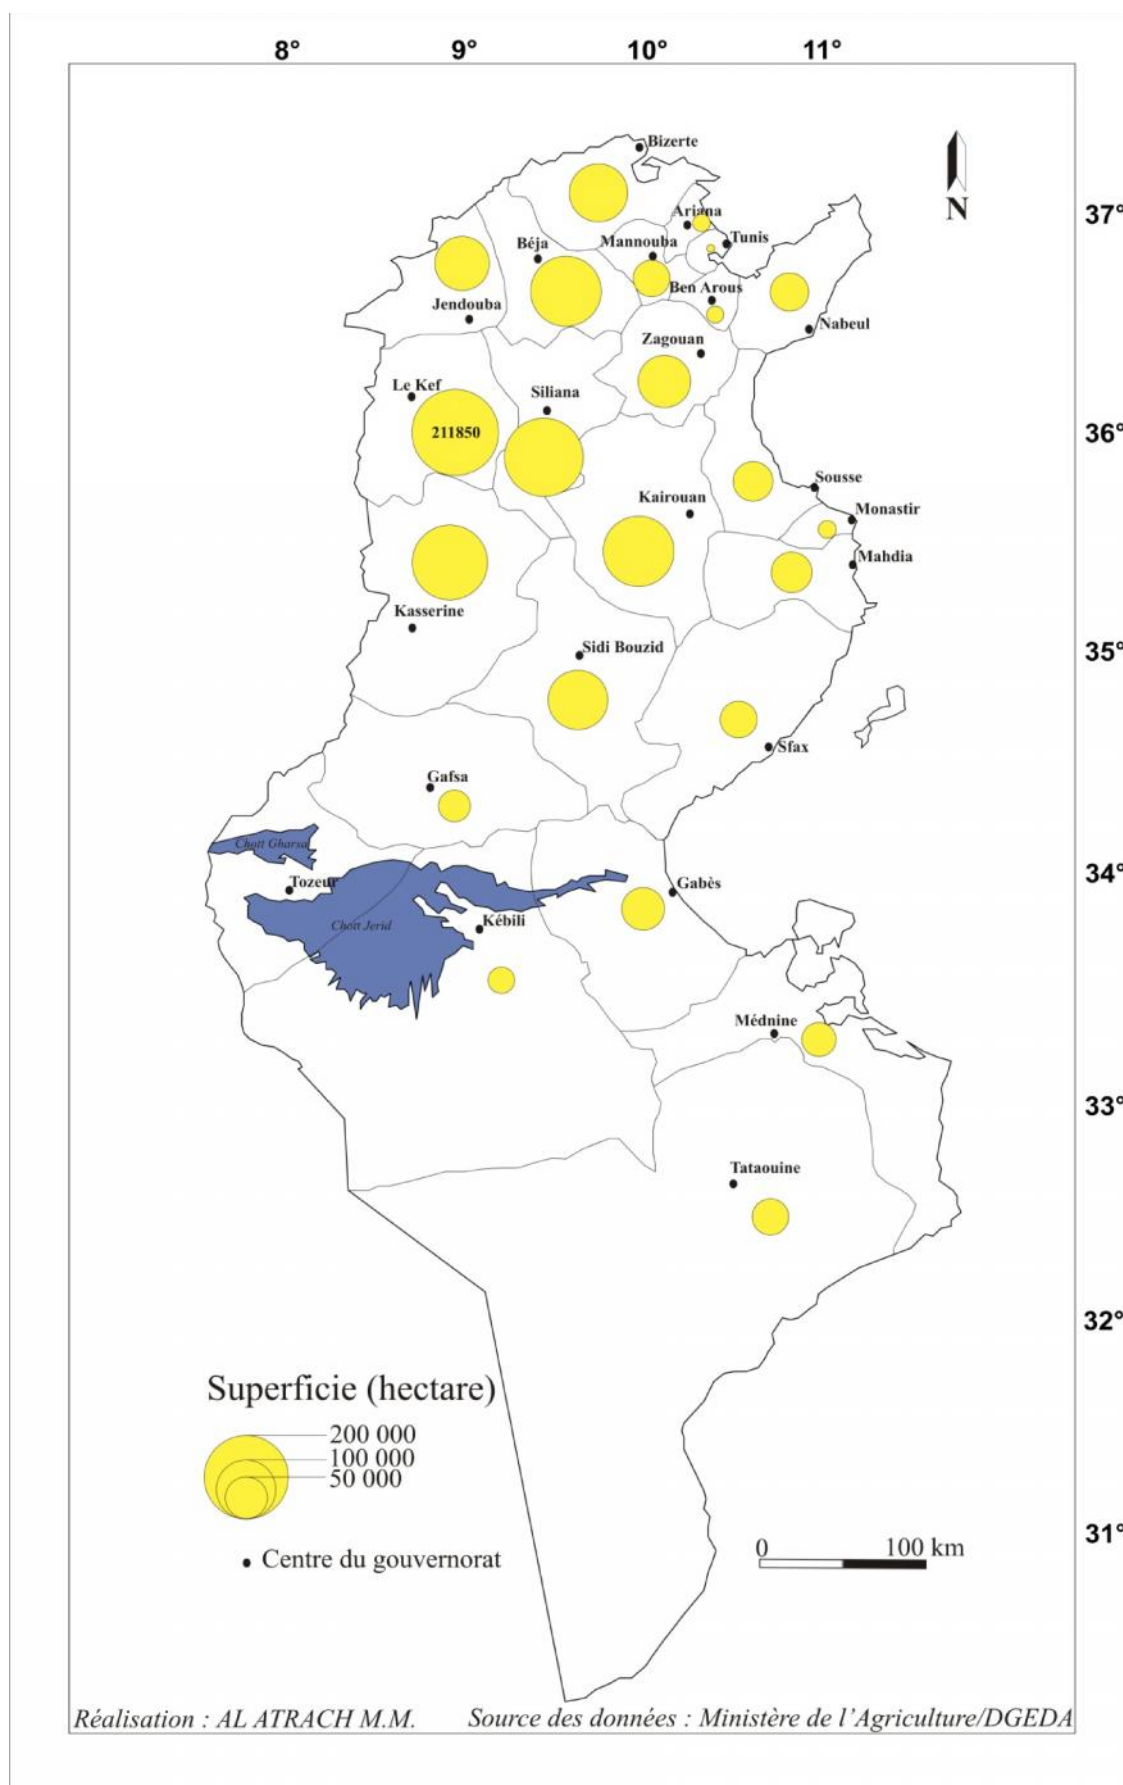 8° 9° 10° 11°
Bizerte
N
37°
Ariana
Tunis
Mannouba
Béja
Ben Arous
Jendouba
Nabeul
Zagouan
Le Kef
Siliana
211850
36°
Sousse
Kairouan
Monastir
Mahdia
Kasserine
Sidi Bouzid
35°
Sfax
Gafsa
Chott Gharsa
34°
Tozeur
Gabès
Kébili
Chott Jerid
Médnine
33°
Tataouine
32°
Superficie (hectare)
200 000
100 000
50 000
31°
0 100 km
Centre du gouvernorat
Réalisation : AL ATRACH M.M. Source des données : Ministère de l'Agriculture/DGEDA